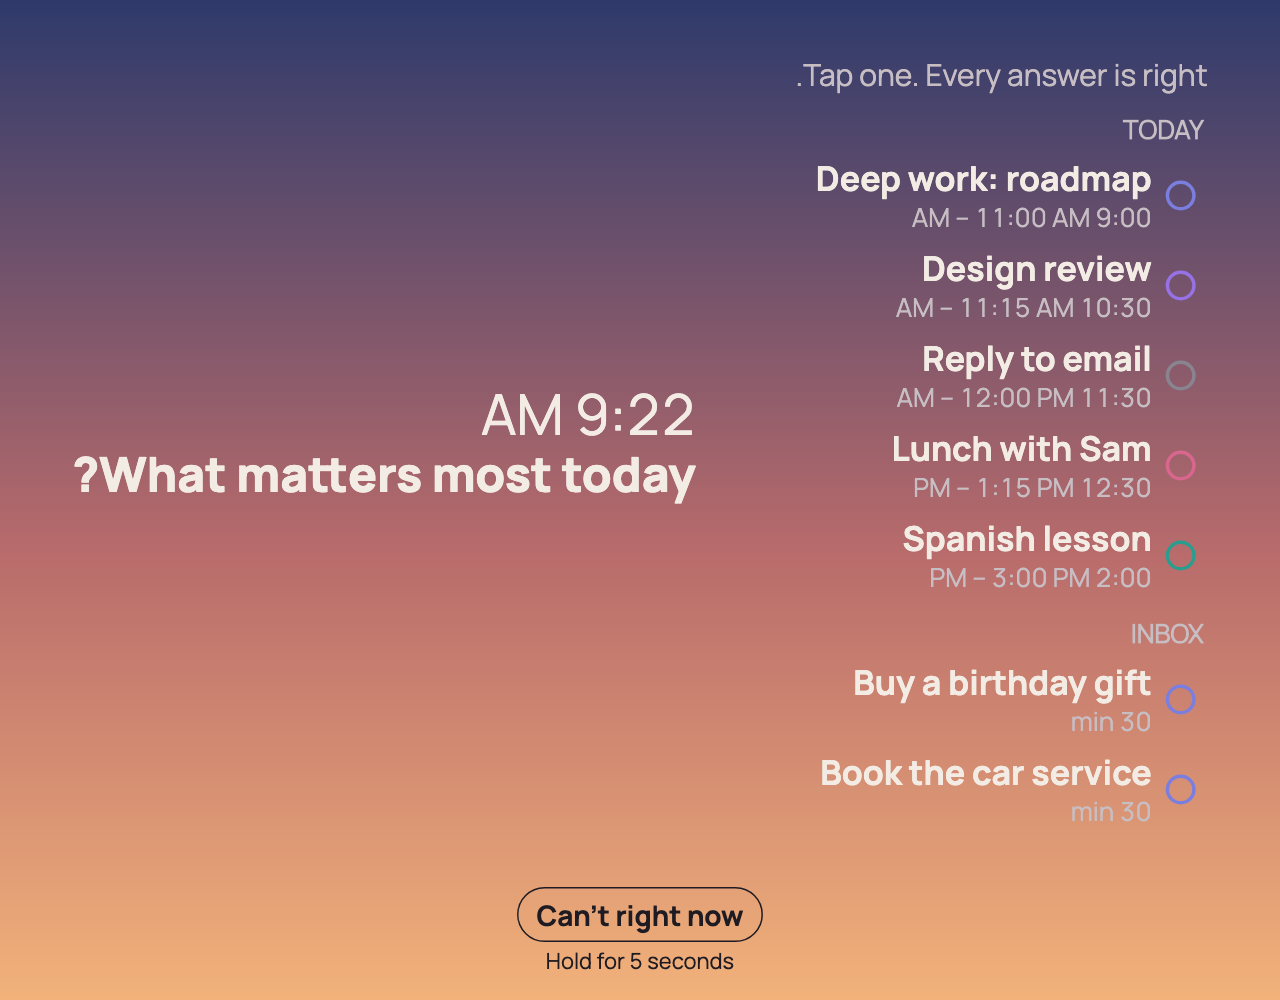 AM 9:22
?What matters most today
.Tap one. Every answer is right
TODAY
Deep work: roadmap
AM – 11:00 AM 9:00
Design review
AM – 11:15 AM 10:30
Reply to email
AM – 12:00 PM 11:30
Lunch with Sam
PM – 1:15 PM 12:30
Spanish lesson
PM – 3:00 PM 2:00
INBOX
Buy a birthday gift
min 30
Book the car service
min 30
Can’t right now
Hold for 5 seconds